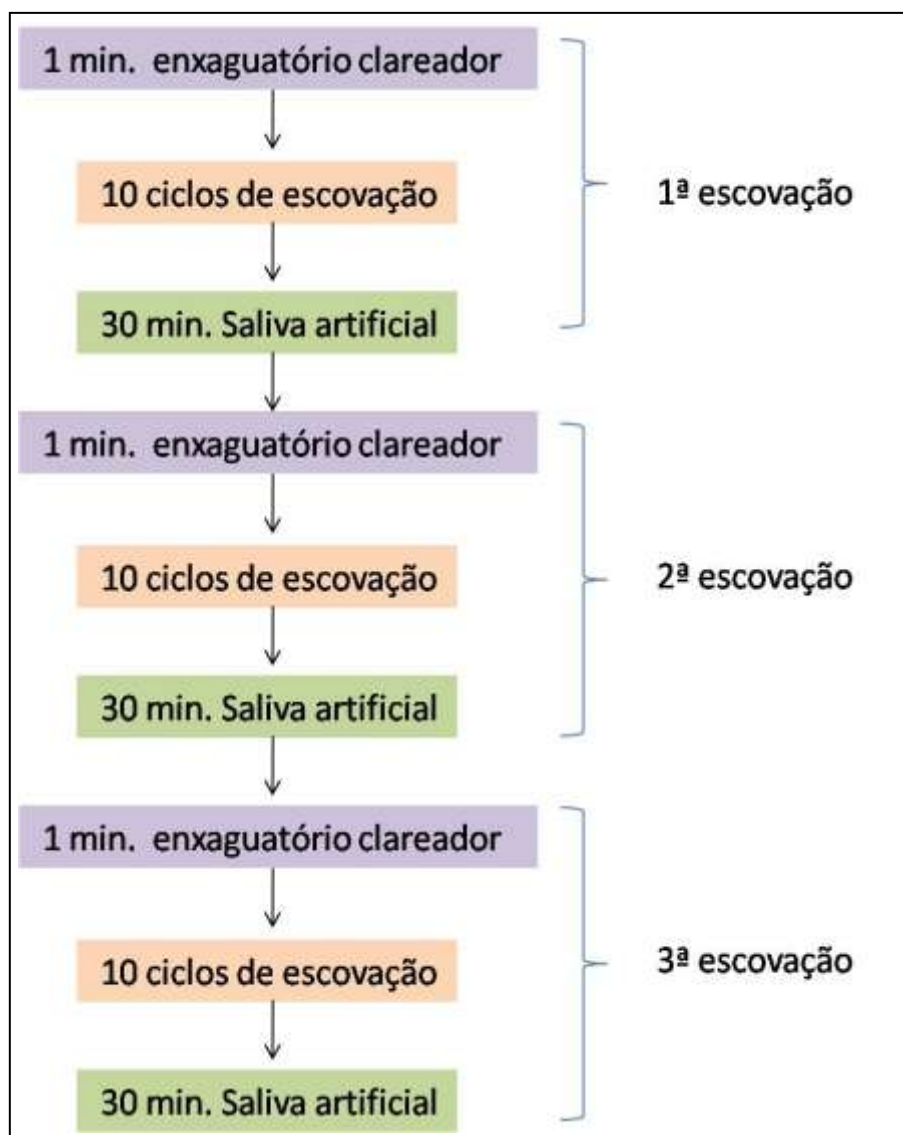 1 min. enxaguatório clareador
10 ciclos de escovação
1ª escovação
30 min. Saliva artificial
1 min. enxaguatório clareador
10 ciclos de escovação
2ª escovação
30 min. Saliva artificial
1 min. enxaguatório clareador
10 ciclos de escovação
3ª escovação
30 min. Saliva artificial